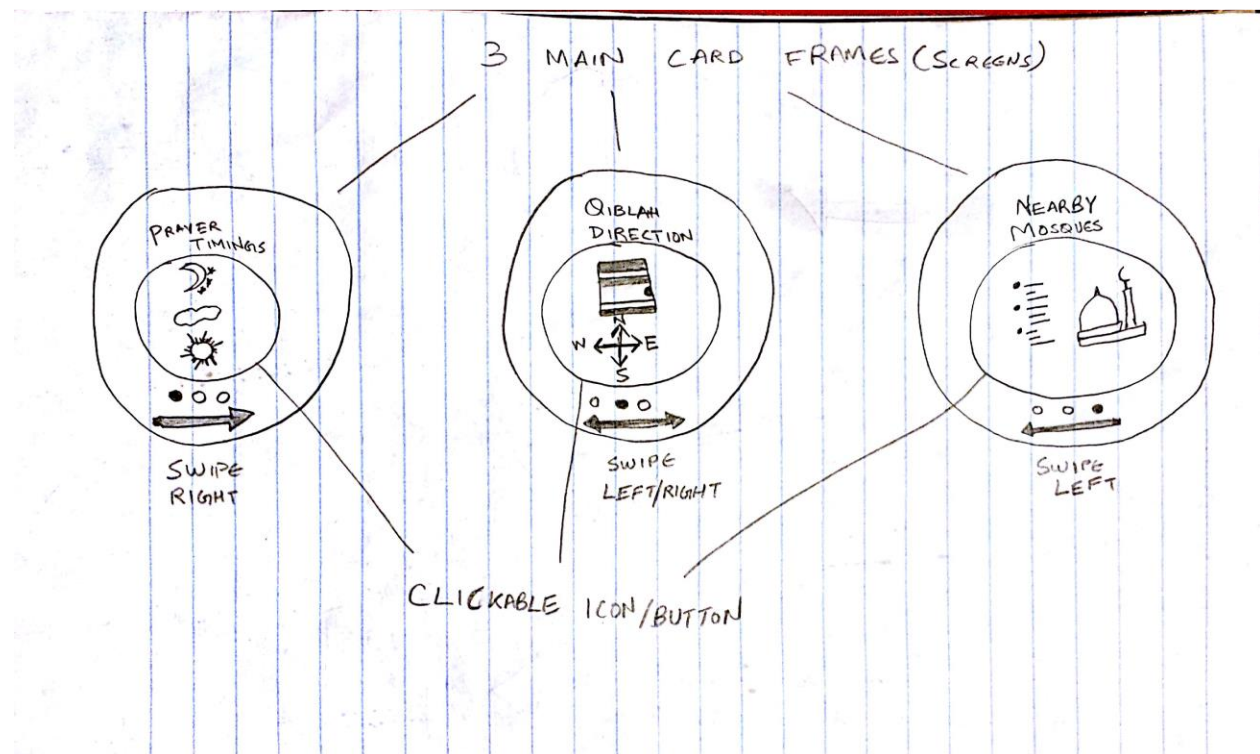 3 MAIN CARD FRAMES (SCREENS)
PRAYER
TIMINGS
QIBLAH
DIRECTION
NEARBY
MOSQUES
N
W E
S
SWIPE
RIGHT
SWIPE
LEFT/RIGHT
SWIPE
LEFT
CLICKABLE ICON/BUTTON